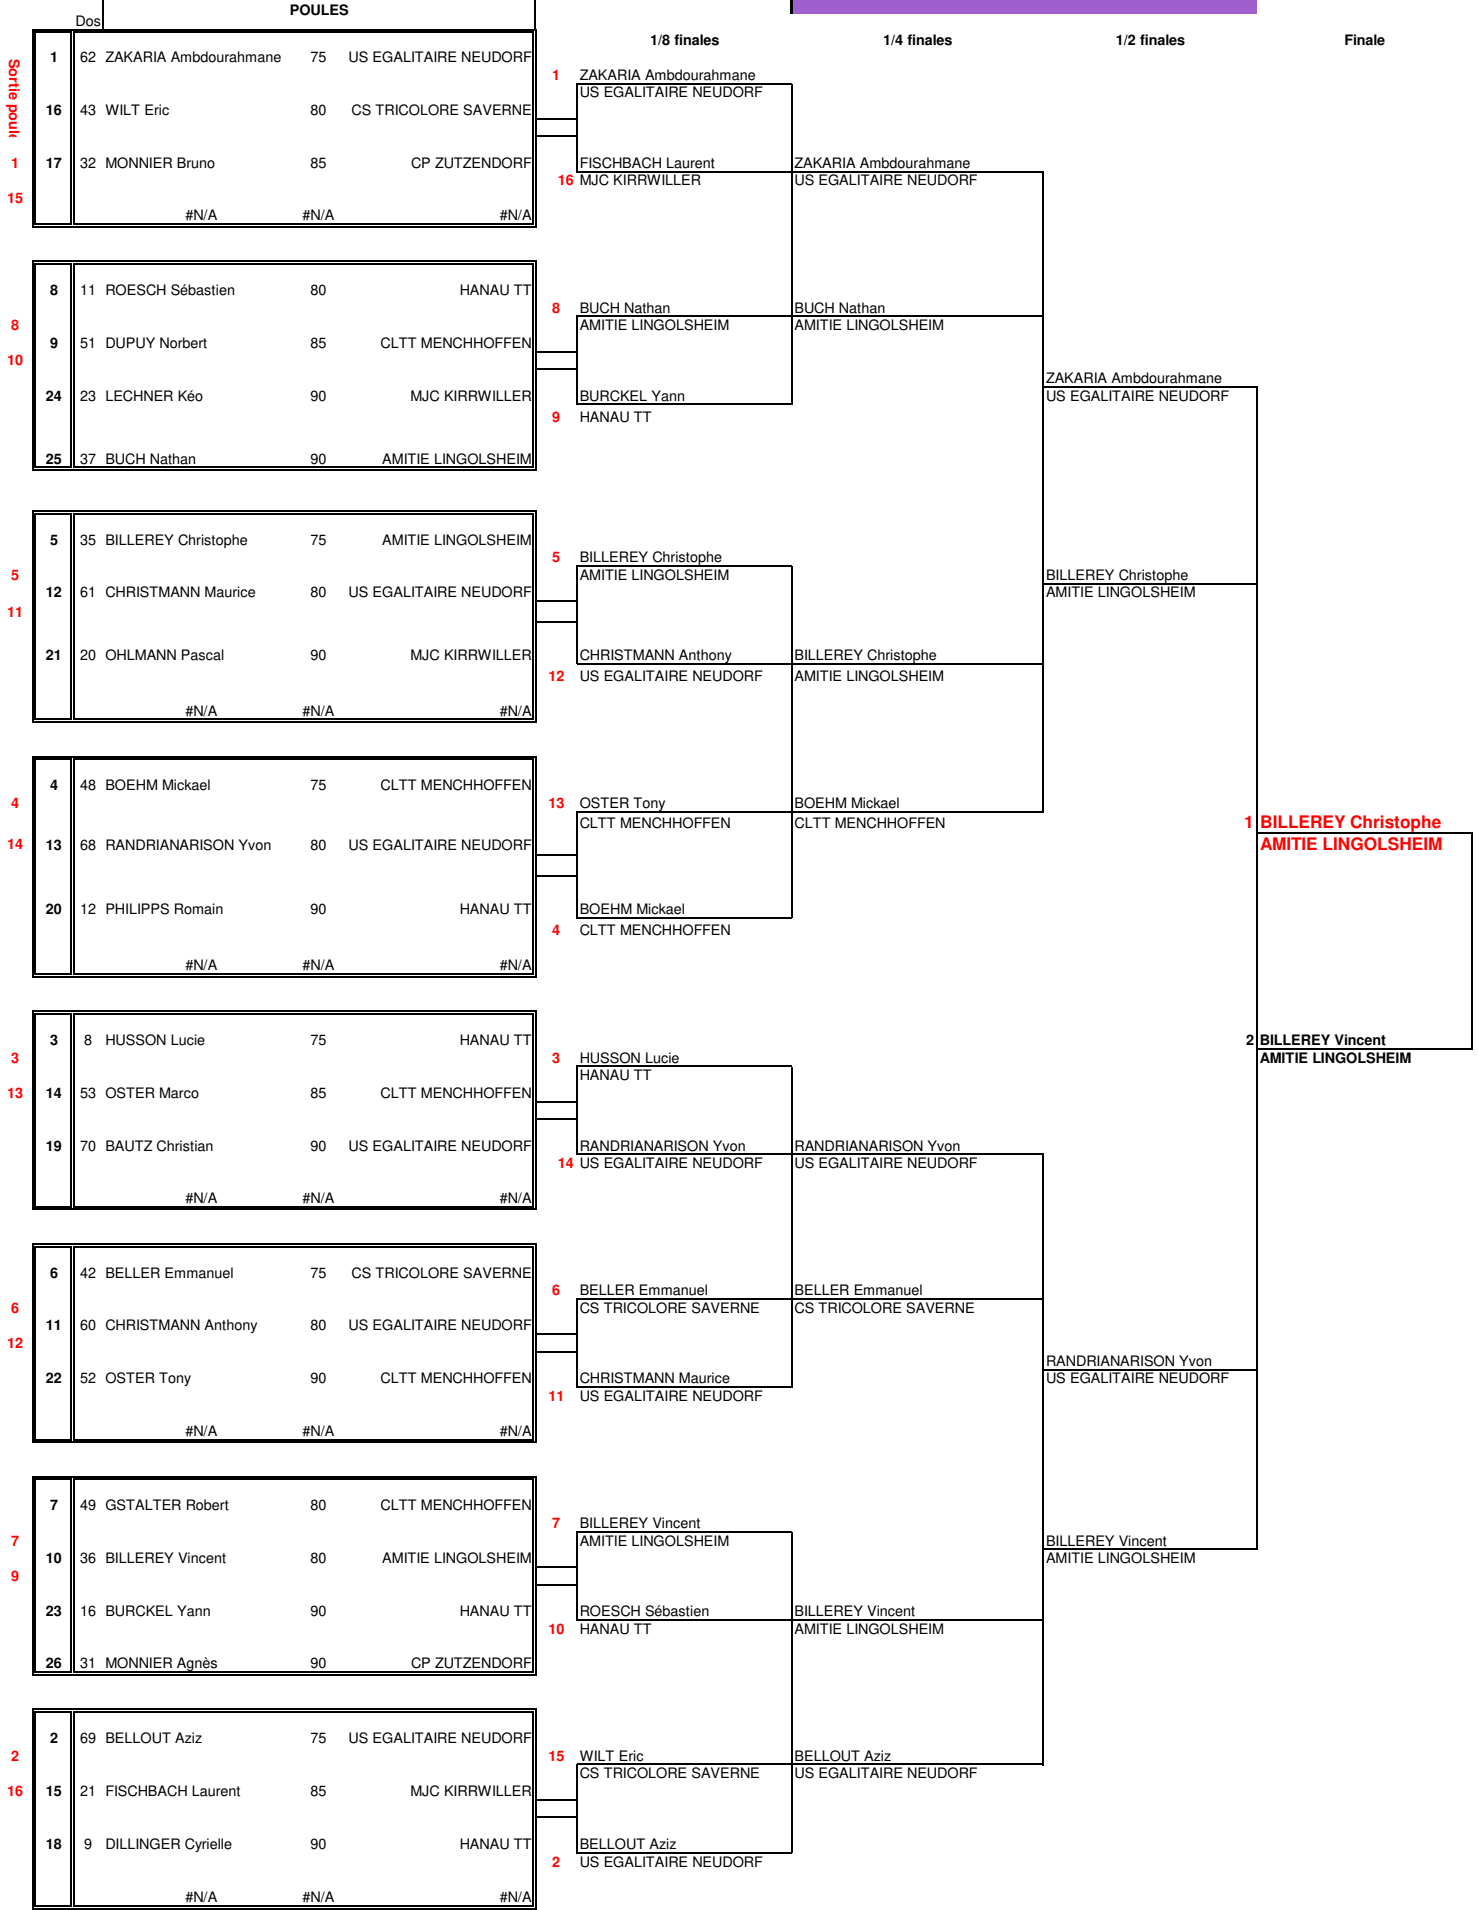 POULES
Dos
1/8 finales 1/4 finales 1/2 finales Finale
Sortie poule
1 62 ZAKARIA Ambdourahmane 75 US EGALITAIRE NEUDORF
16 43 WILT Eric 80 CS TRICOLORE SAVERNE
1 17 32 MONNIER Bruno 85 CP ZUTZENDORF
15
#N/A #N/A #N/A
1 ZAKARIA Ambdourahmane
US EGALITAIRE NEUDORF
FISCHBACH Laurent
16 MJC KIRRWILLER
ZAKARIA Ambdourahmane
US EGALITAIRE NEUDORF
8 11 ROESCH Sébastien 80 HANAU TT
8
9 51 DUPUY Norbert 85 CLTT MENCHHOFFEN
10
24 23 LECHNER Kéo 90 MJC KIRRWILLER
25 37 BUCH Nathan 90 AMITIE LINGOLSHEIM
8 BUCH Nathan
AMITIE LINGOLSHEIM
BURCKEL Yann
9 HANAU TT
BUCH Nathan
AMITIE LINGOLSHEIM
ZAKARIA Ambdourahmane
US EGALITAIRE NEUDORF
5 35 BILLEREY Christophe 75 AMITIE LINGOLSHEIM
5
12 61 CHRISTMANN Maurice 80 US EGALITAIRE NEUDORF
11
21 20 OHLMANN Pascal 90 MJC KIRRWILLER
#N/A #N/A #N/A
5 BILLEREY Christophe
AMITIE LINGOLSHEIM
CHRISTMANN Anthony
12 US EGALITAIRE NEUDORF
BILLEREY Christophe
AMITIE LINGOLSHEIM
BILLEREY Christophe
AMITIE LINGOLSHEIM
4 48 BOEHM Mickael 75 CLTT MENCHHOFFEN
4
14 13 68 RANDRIANARISON Yvon 80 US EGALITAIRE NEUDORF
20 12 PHILIPPS Romain 90 HANAU TT
#N/A #N/A #N/A
13 OSTER Tony
CLTT MENCHHOFFEN
BOEHM Mickael
4 CLTT MENCHHOFFEN
BOEHM Mickael
CLTT MENCHHOFFEN
1 BILLEREY Christophe
AMITIE LINGOLSHEIM
3 8 HUSSON Lucie 75 HANAU TT
3
13 14 53 OSTER Marco 85 CLTT MENCHHOFFEN
19 70 BAUTZ Christian 90 US EGALITAIRE NEUDORF
#N/A #N/A #N/A
3 HUSSON Lucie
HANAU TT
RANDRIANARISON Yvon
14 US EGALITAIRE NEUDORF
RANDRIANARISON Yvon
US EGALITAIRE NEUDORF
2 BILLEREY Vincent
AMITIE LINGOLSHEIM
6 42 BELLER Emmanuel 75 CS TRICOLORE SAVERNE
6
11 60 CHRISTMANN Anthony 80 US EGALITAIRE NEUDORF
12
22 52 OSTER Tony 90 CLTT MENCHHOFFEN
#N/A #N/A #N/A
6 BELLER Emmanuel
CS TRICOLORE SAVERNE
CHRISTMANN Maurice
11 US EGALITAIRE NEUDORF
BELLER Emmanuel
CS TRICOLORE SAVERNE
RANDRIANARISON Yvon
US EGALITAIRE NEUDORF
7 49 GSTALTER Robert 80 CLTT MENCHHOFFEN
7
10 36 BILLEREY Vincent 80 AMITIE LINGOLSHEIM
9
23 16 BURCKEL Yann 90 HANAU TT
26 31 MONNIER Agnès 90 CP ZUTZENDORF
7 BILLEREY Vincent
AMITIE LINGOLSHEIM
ROESCH Sébastien
10 HANAU TT
BILLEREY Vincent
AMITIE LINGOLSHEIM
BILLEREY Vincent
AMITIE LINGOLSHEIM
2 69 BELLOUT Aziz 75 US EGALITAIRE NEUDORF
2
16 15 21 FISCHBACH Laurent 85 MJC KIRRWILLER
18 9 DILLINGER Cyrielle 90 HANAU TT
#N/A #N/A #N/A
15 WILT Eric
CS TRICOLORE SAVERNE
BELLOUT Aziz
2 US EGALITAIRE NEUDORF
BELLOUT Aziz
US EGALITAIRE NEUDORF